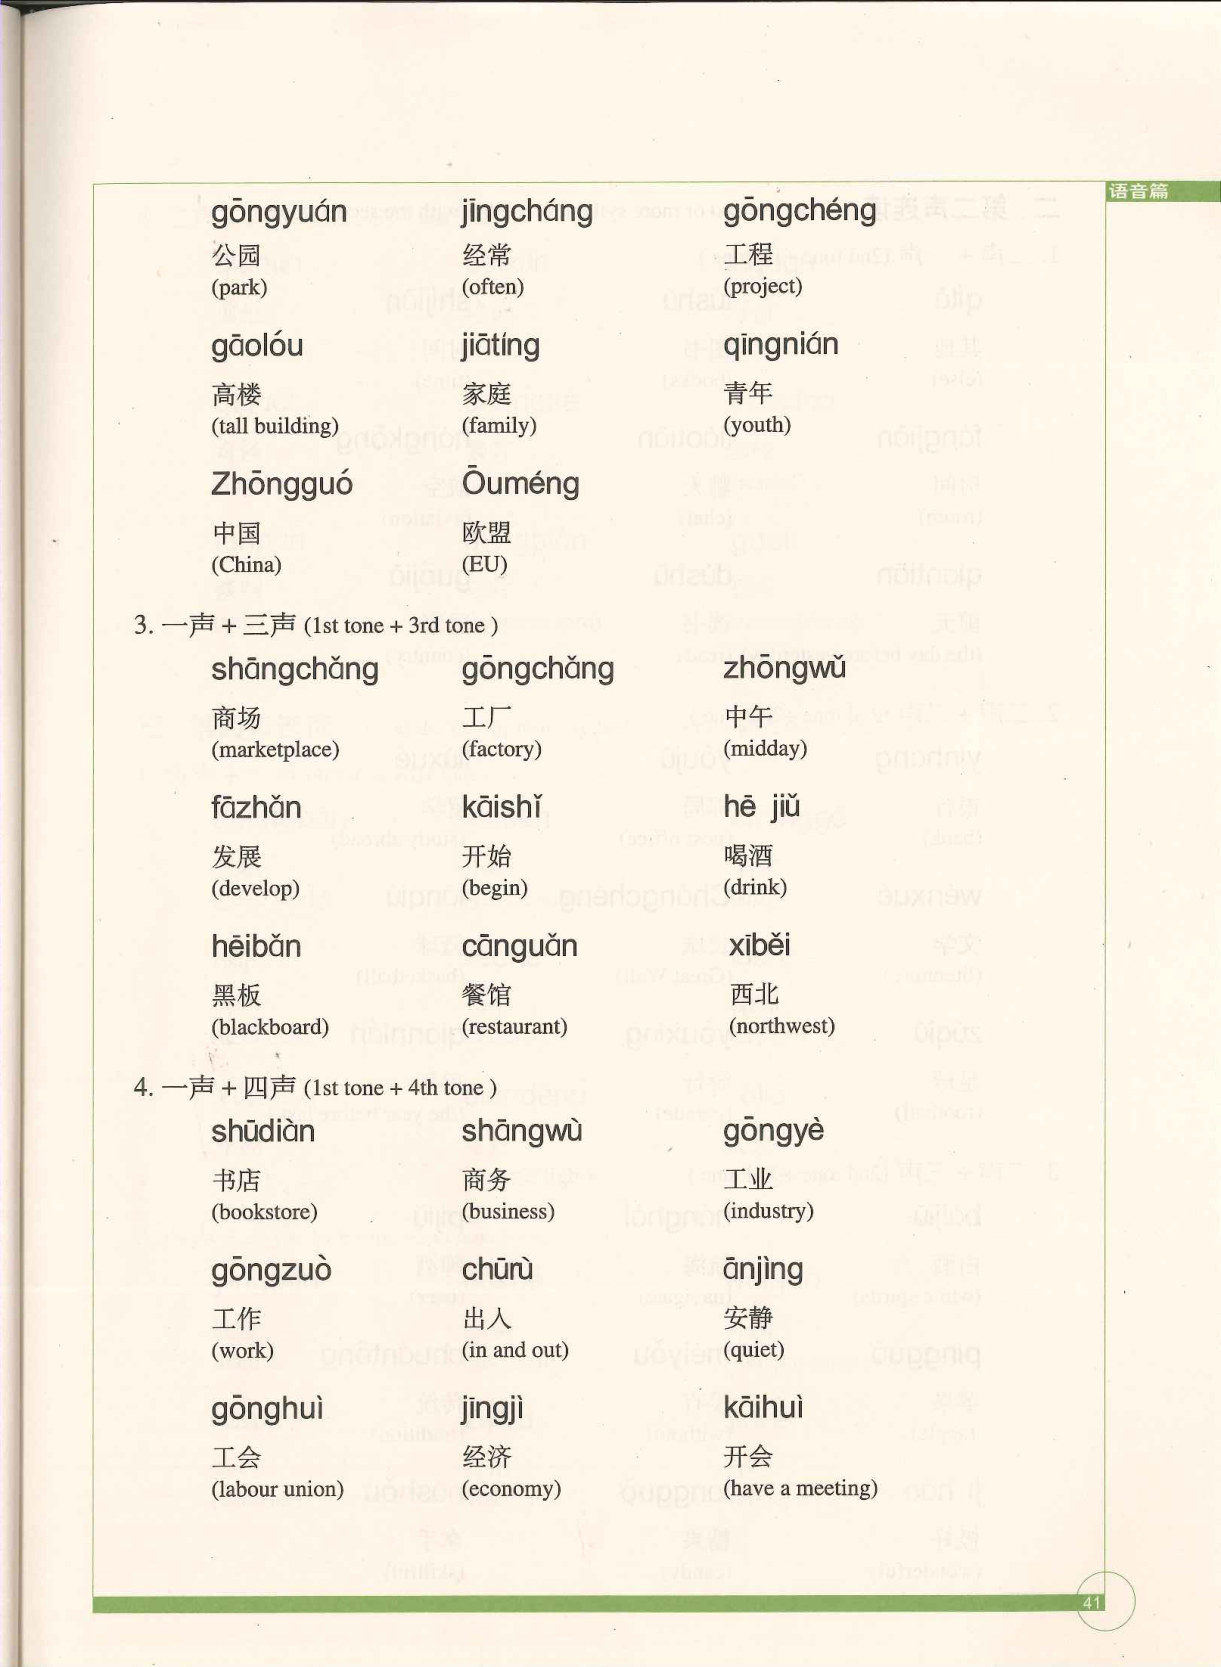 语音篇
gōngyuán jīngcháng gōngchéng
公园 经常 工程
(park) (often) (project)
gāolóu jiātíng qīngnián
高楼 家庭 青年
(tall building) (family) (youth)
Zhōngguó Ōuméng
中国 欧盟
(China) (EU)
3. 一声 + 三声 (1st tone + 3rd tone )
shāngchǎng gōngchǎng zhōngwǔ
商场 工厂 中午
(marketplace) (factory) (midday)
fāzhǎn kāishǐ hē jiǔ
发展 开始 喝酒
(develop) (begin) (drink)
hēibǎn cānguǎn xīběi
黑板 餐馆 西北
(blackboard) (restaurant) (northwest)
4. 一声 + 四声 (1st tone + 4th tone )
shūdiàn shāngwù gōngyè
书店 商务 工业
(bookstore) (business) (industry)
gōngzuò chūrù ānjìng
工作 出入 安静
(work) (in and out) (quiet)
gōnghuì jīngjì kāihuì
工会 经济 开会
(labour union) (economy) (have a meeting)
41